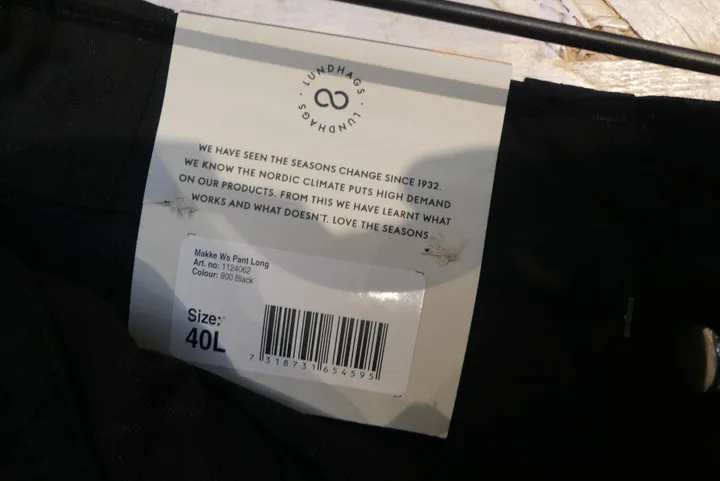 LUNDHAGS · LUNDHAGS ·
WE HAVE SEEN THE SEASONS CHANGE SINCE 1932.
WE KNOW THE NORDIC CLIMATE PUTS HIGH DEMAND
ON OUR PRODUCTS. FROM THIS WE HAVE LEARNT WHAT
WORKS AND WHAT DOESN'T. LOVE THE SEASONS
Makke Ws Pant Long
Art. no: 1124062
Colour: 900 Black
Size:
40L
7 318731 654595